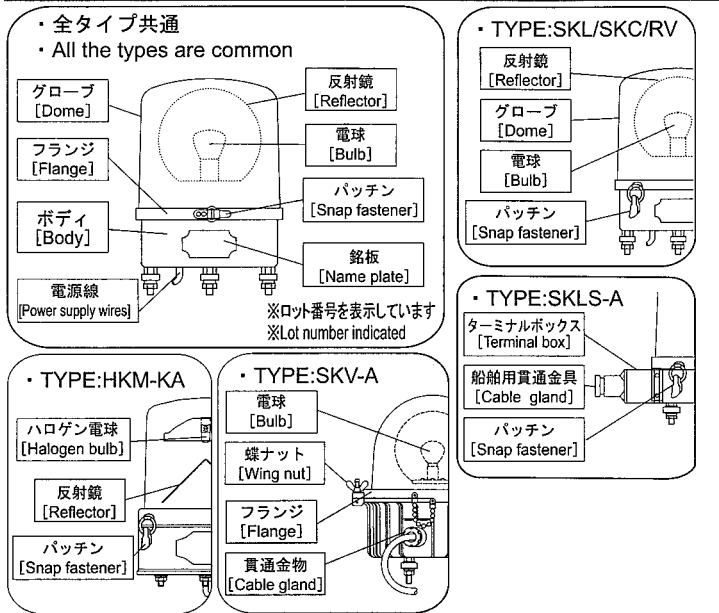 ・全タイプ共通
・All the types are common
グローブ
[Dome]
フランジ
[Flange]
ボディ
[Body]
電源線
[Power supply wires]
反射鏡
[Reflector]
電球
[Bulb]
パッチン
[Snap fastener]
銘板
[Name plate]
※ロット番号を表示しています
※Lot number indicated
・TYPE:SKL/SKC/RV
反射鏡
[Reflector]
グローブ
[Dome]
電球
[Bulb]
パッチン
[Snap fastener]
・TYPE:SKLS-A
ターミナルボックス
[Terminal box]
船舶用貫通金具
[Cable gland]
パッチン
[Snap fastener]
・TYPE:HKM-KA
ハロゲン電球
[Halogen bulb]
反射鏡
[Reflector]
パッチン
[Snap fastener]
・TYPE:SKV-A
電球
[Bulb]
蝶ナット
[Wing nut]
フランジ
[Flange]
貫通金物
[Cable gland]